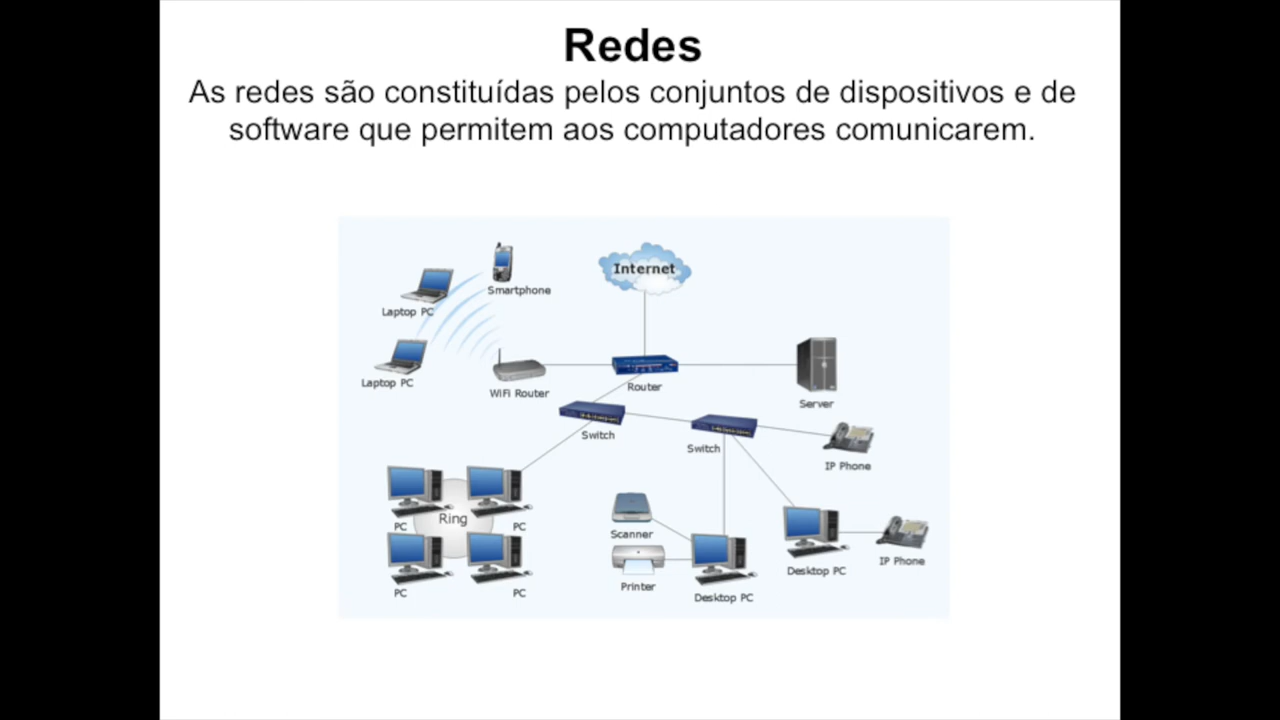 Redes
As redes são constituídas pelos conjuntos de dispositivos e de
software que permitem aos computadores comunicarem.
Internet
Smartphone
Laptop PC
Laptop PC
WiFi Router
Router
Server
Switch
Switch
IP Phone
PC
Ring
PC
Scanner
IP Phone
Desktop PC
Printer
PC
PC
Desktop PC